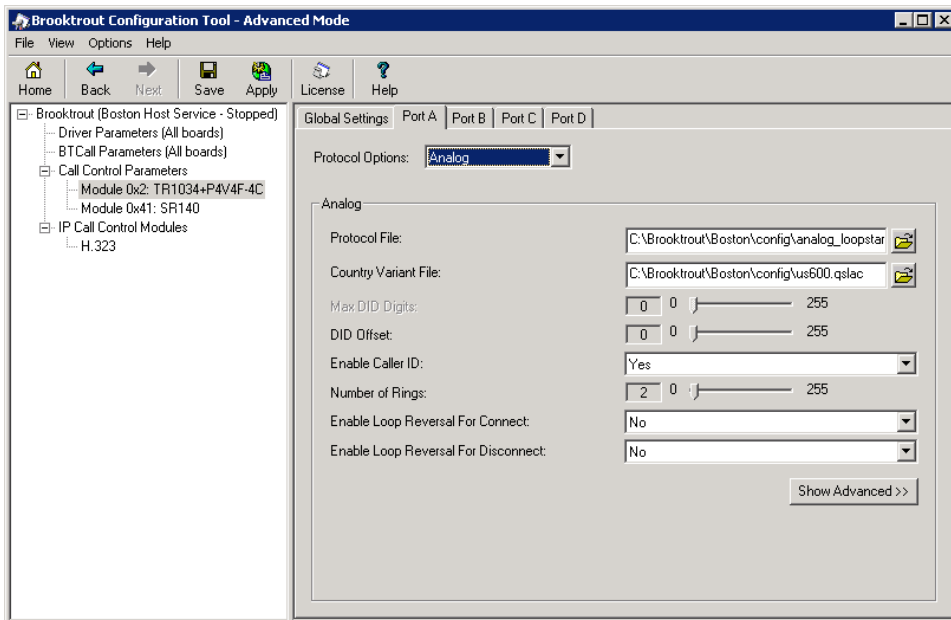 Brooktrout Configuration Tool - Advanced Mode
File View Options Help
Home Back Next Save Apply License Help
Brooktrout (Boston Host Service - Stopped)
Driver Parameters (All boards)
BTCall Parameters (All boards)
Call Control Parameters
Module 0x2: TR1034+P4V4F-4C
Module 0x41: SR140
IP Call Control Modules
H.323
Global Settings Port A Port B Port C Port D
Protocol Options: Analog
Analog
Protocol File: C:\Brooktrout\Boston\config\analog_loopstar
Country Variant File: C:\Brooktrout\Boston\config\us600.qslac
Max DID Digits: 0 0 255
DID Offset: 0 0 255
Enable Caller ID: Yes
Number of Rings: 2 0 255
Enable Loop Reversal For Connect: No
Enable Loop Reversal For Disconnect: No
Show Advanced >>